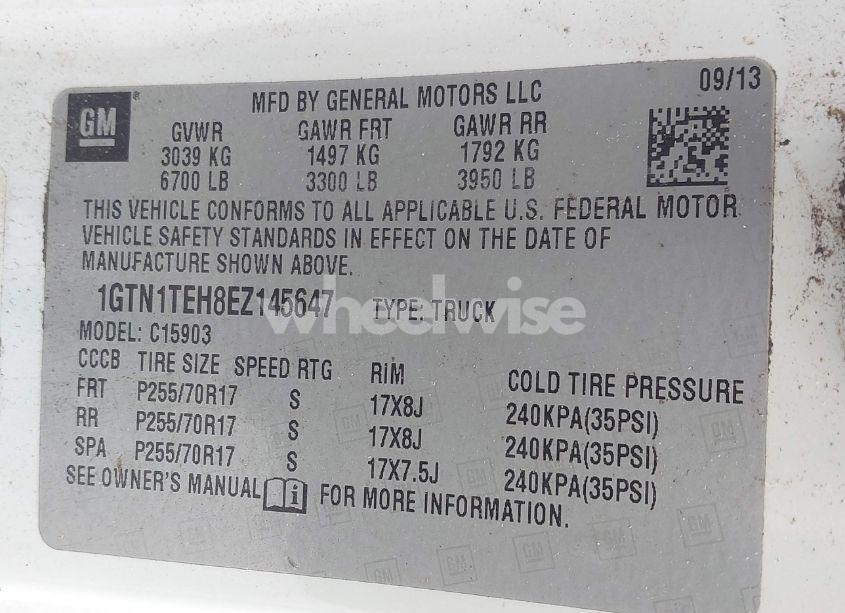 09/13
GM
MFD BY GENERAL MOTORS LLC
GVWR GAWR FRT GAWR RR
3039 KG 1497 KG 1792 KG
6700 LB 3300 LB 3950 LB
THIS VEHICLE CONFORMS TO ALL APPLICABLE U.S. FEDERAL MOTOR
VEHICLE SAFETY STANDARDS IN EFFECT ON THE DATE OF
MANUFACTURE SHOWN ABOVE.
1GTN1TEH8EZ145647 TYPE: TRUCK
wheelwise
MODEL: C15903
CCCB TIRE SIZE SPEED RTG RIM COLD TIRE PRESSURE
FRT P255/70R17 S 17X8J 240KPA(35PSI)
RR P255/70R17 S 17X8J 240KPA(35PSI)
SPA P255/70R17 S 17X7.5J 240KPA(35PSI)
SEE OWNER'S MANUAL i FOR MORE INFORMATION.